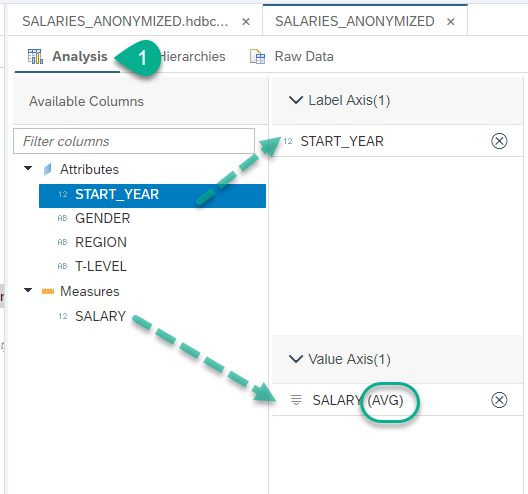 SALARIES_ANONYMIZED.hdbc... ×
SALARIES_ANONYMIZED ×
Analysis 1 Hierarchies Raw Data
Available Columns
Filter columns
Attributes
12 START_YEAR
AB GENDER
AB REGION
AB T-LEVEL
Measures
12 SALARY
Label Axis(1)
12 START_YEAR
Value Axis(1)
SALARY (AVG)